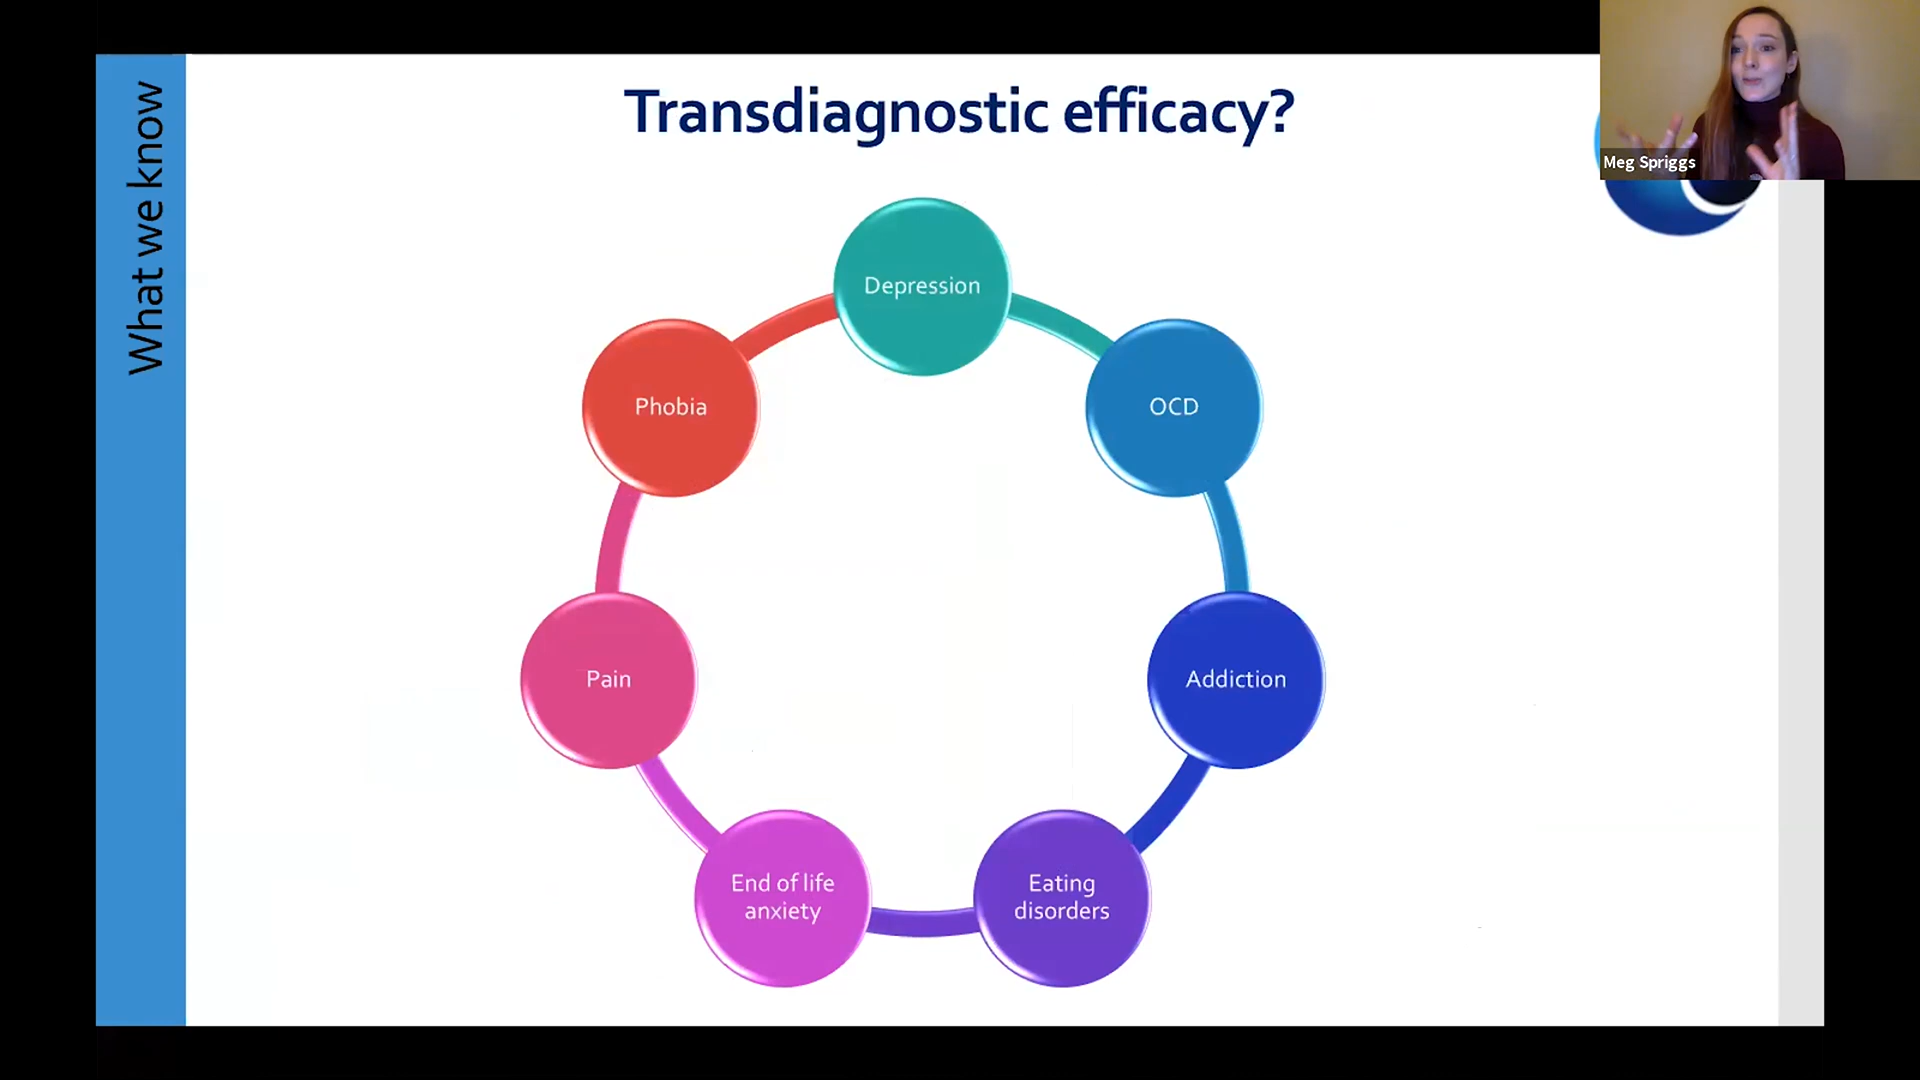 What we know
Transdiagnostic efficacy?
Meg Spriggs
Depression
OCD
Addiction
Eating
disorders
End of life
anxiety
Pain
Phobia